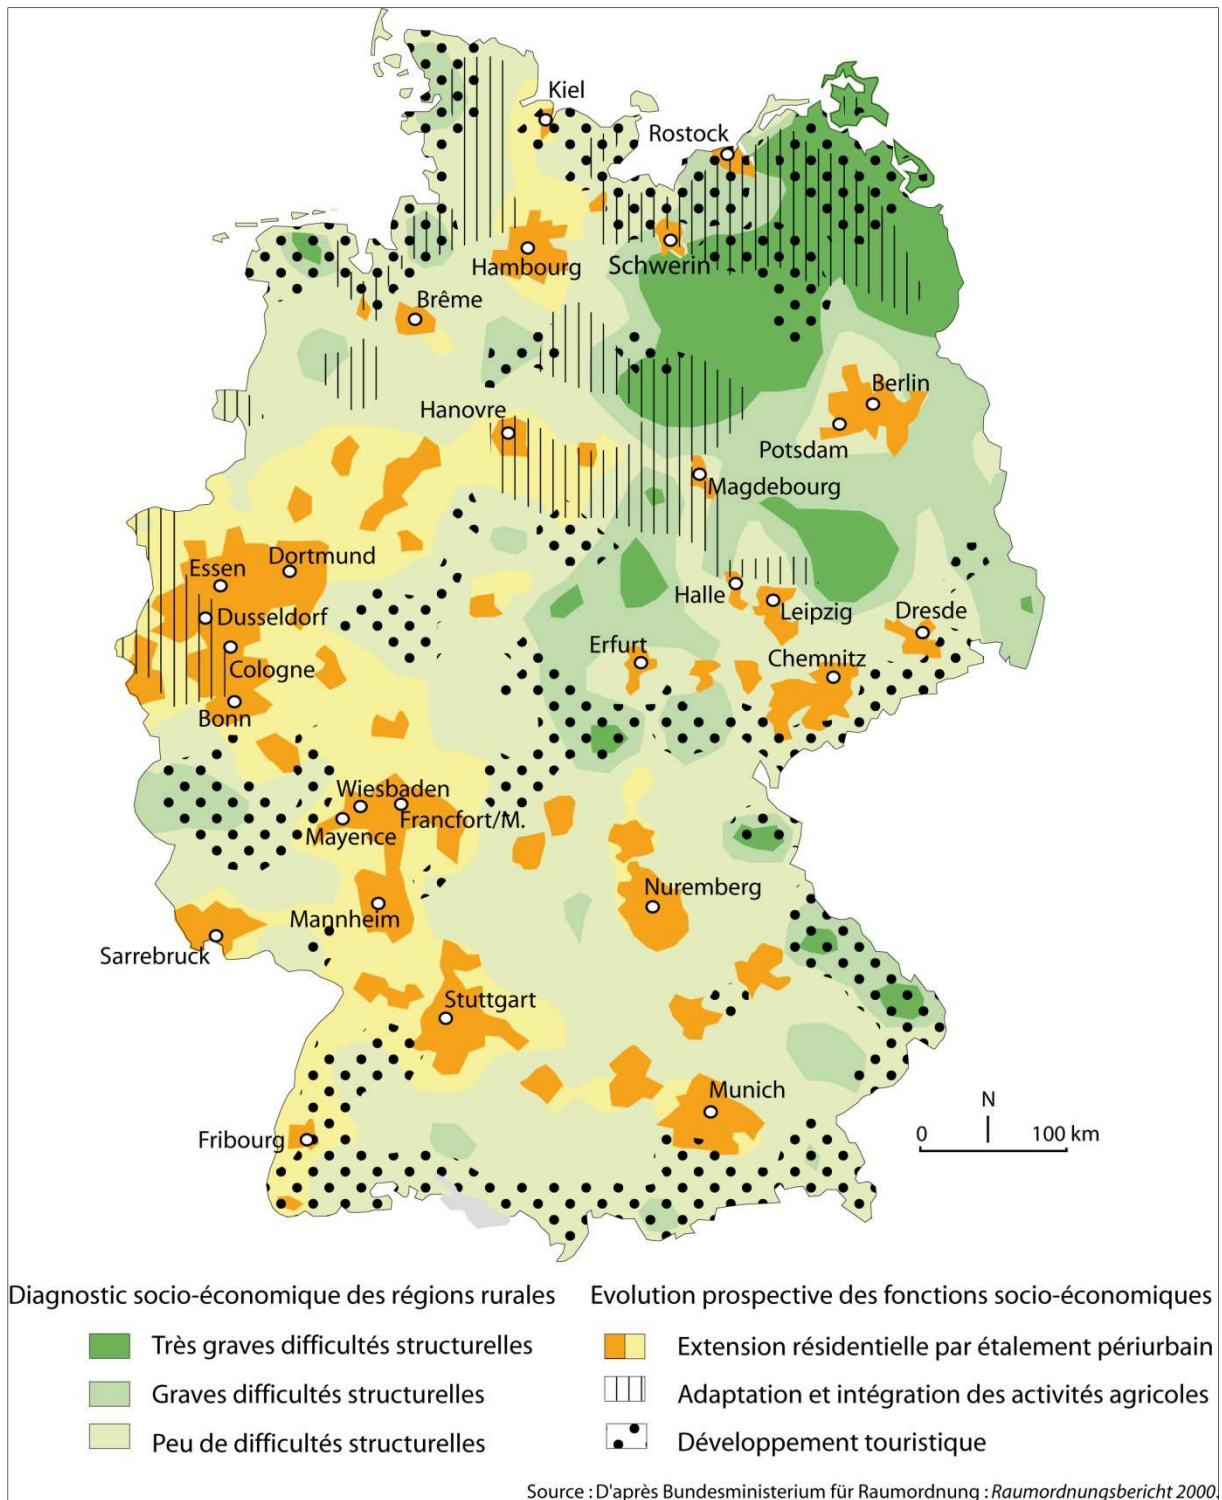 Kiel
Rostock
Hambourg
Schwerin
Brême
Berlin
Hanovre
Potsdam
Magdebourg
Dortmund
Essen
Halle
Leipzig
Dresde
Dusseldorf
Erfurt
Chemnitz
Cologne
Bonn
Wiesbaden
Francfort/M.
Mayence
Nuremberg
Mannheim
Sarrebruck
Stuttgart
Munich
Fribourg
N
0 100 km
Diagnostic socio-économique des régions rurales
Très graves difficultés structurelles
Graves difficultés structurelles
Peu de difficultés structurelles
Evolution prospective des fonctions socio-économiques
Extension résidentielle par étalement périurbain
Adaptation et intégration des activités agricoles
Développement touristique
Source : D'après Bundesministerium für Raumordnung : Raumordnungsbericht 2000.